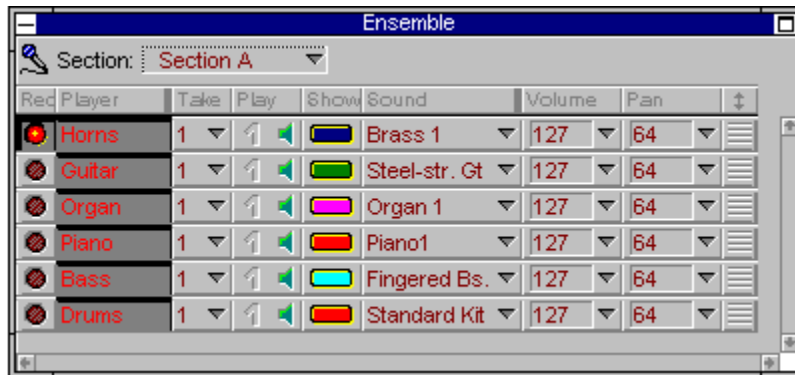 Ensemble
Section: Section A
Rec Player Take Play Show Sound Volume Pan
Horns 1 Brass 1 127 64
Guitar 1 Steel-str. Gt 127 64
Organ 1 Organ 1 127 64
Piano 1 Piano1 127 64
Bass 1 Fingered Bs. 127 64
Drums 1 Standard Kit 127 64